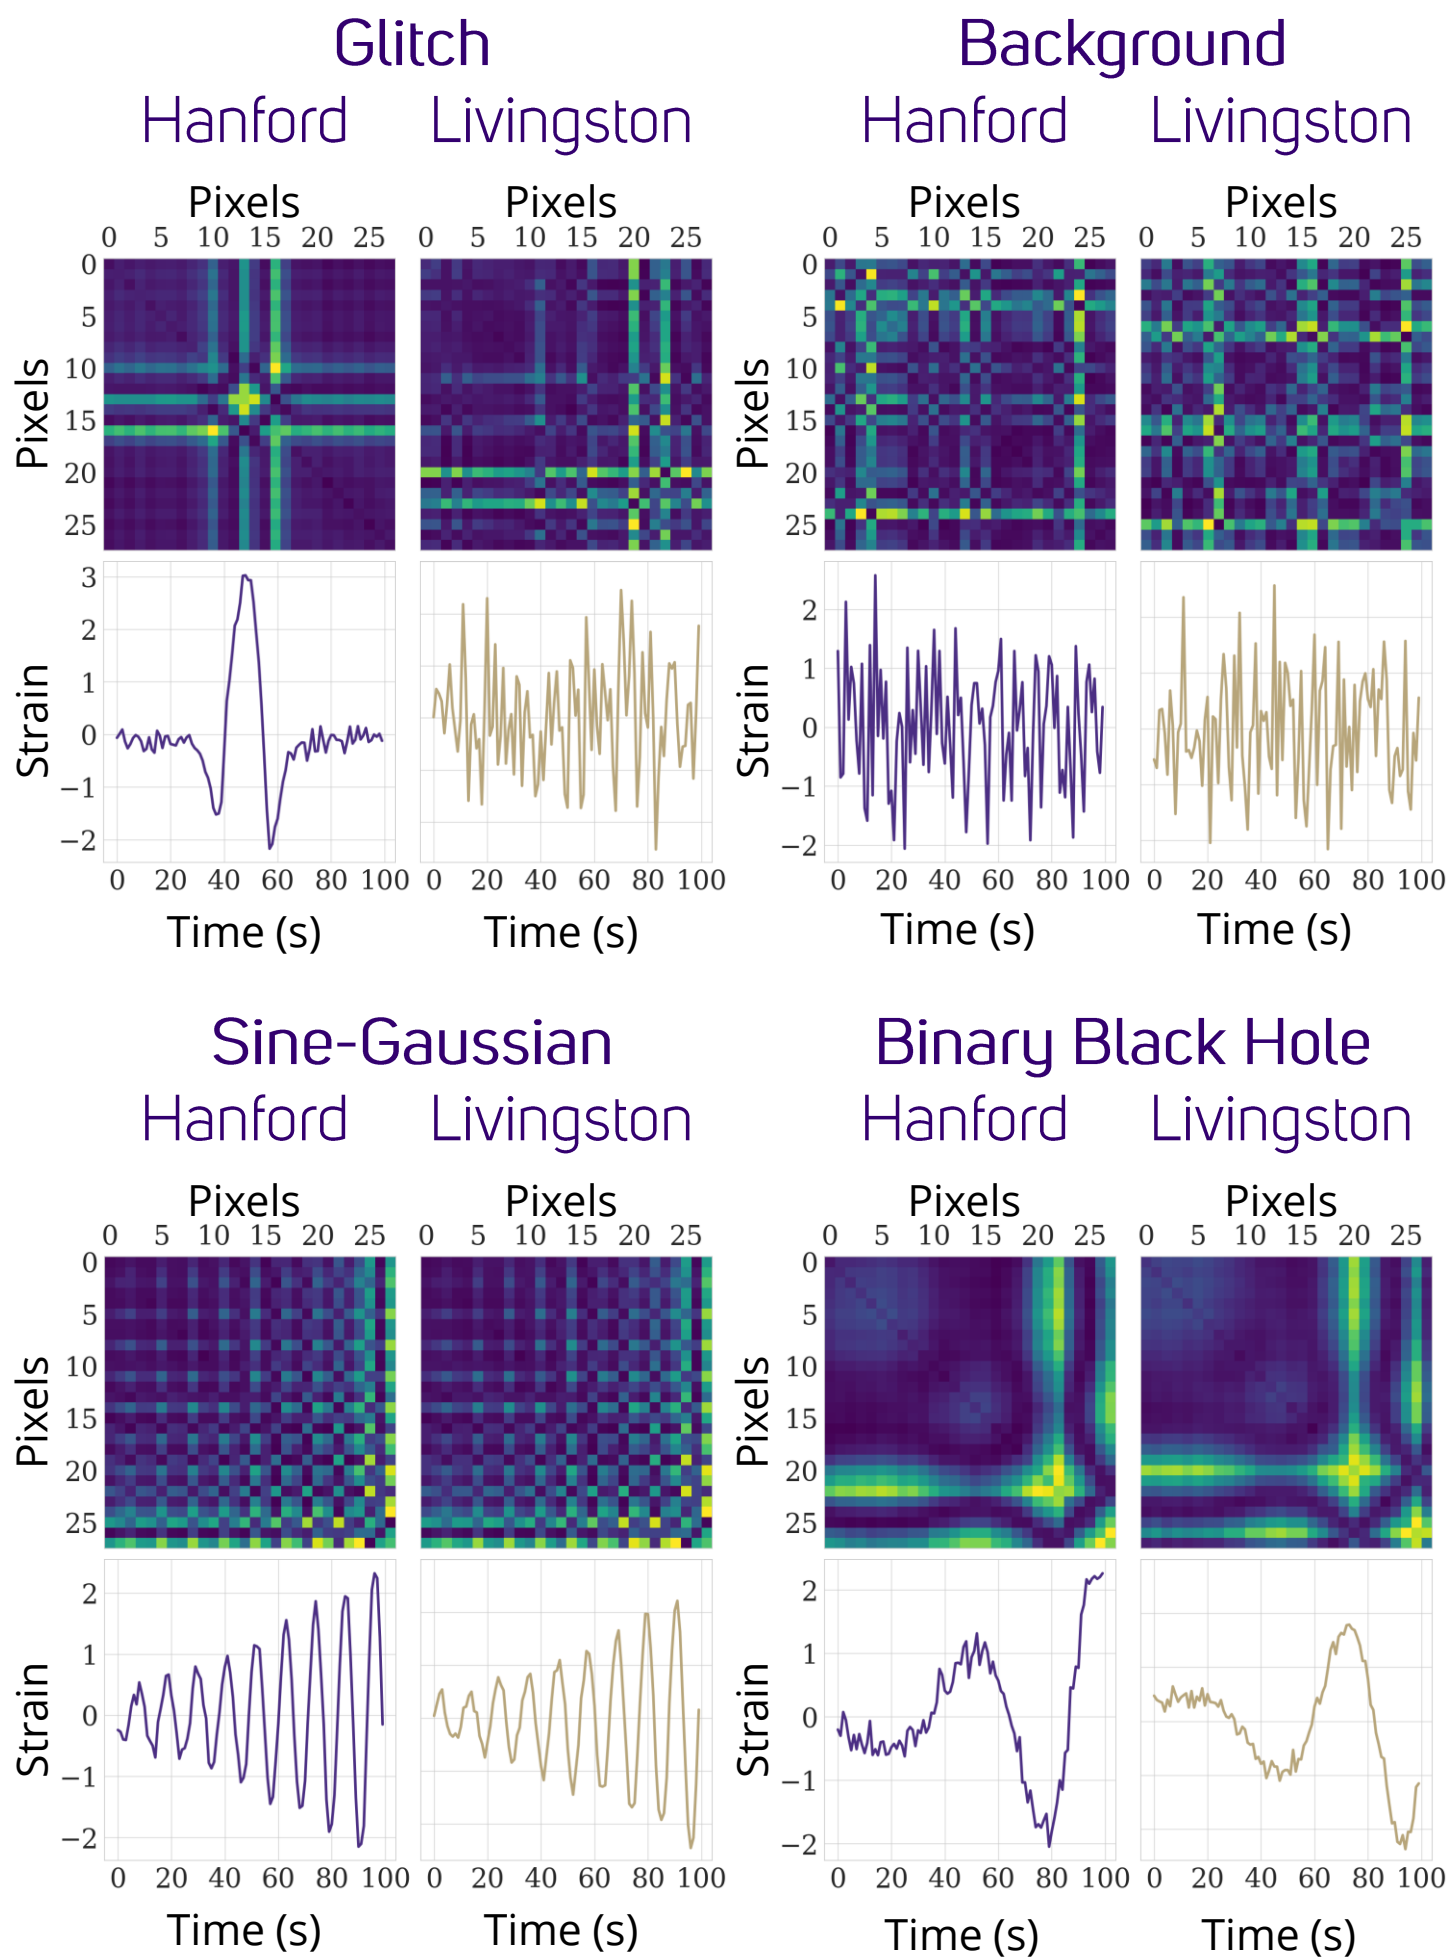 Glitch Background
Hanford Livingston Hanford Livingston
Pixels Pixels Pixels Pixels
0 5 10 15 20 25 0 5 10 15 20 25 0 5 10 15 20 25 0 5 10 15 20 25
0 0
5 5
Pixels Pixels
10 10
15 15
20 20
25 25
3
2 2
1 1
Strain Strain
0 0
−1 −1
−2 −2
0 20 40 60 80 100 0 20 40 60 80 100 0 20 40 60 80 100 0 20 40 60 80 100
Time (s) Time (s) Time (s) Time (s)
Sine-Gaussian Binary Black Hole
Hanford Livingston Hanford Livingston
Pixels Pixels Pixels Pixels
0 5 10 15 20 25 0 5 10 15 20 25 0 5 10 15 20 25 0 5 10 15 20 25
0 0
5 5
Pixels Pixels
10 10
15 15
20 20
25 25
2 2
1 1
Strain Strain
0 0
−1 −1
−2 −2
0 20 40 60 80 100 0 20 40 60 80 100 0 20 40 60 80 100 0 20 40 60 80 100
Time (s) Time (s) Time (s) Time (s)